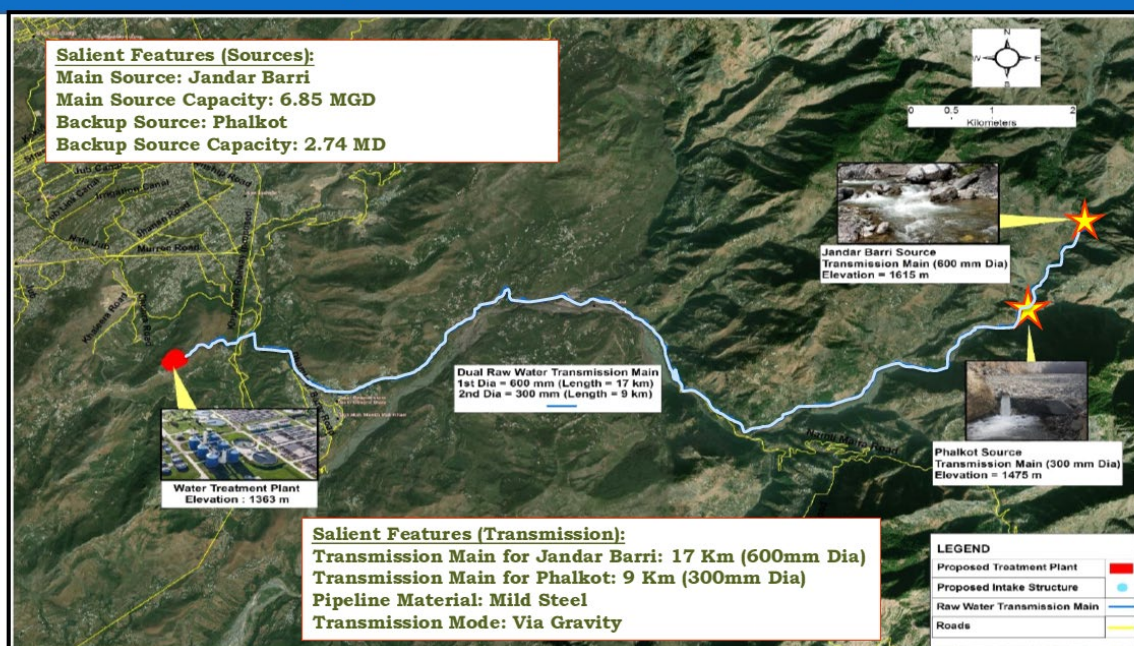 Salient Features (Sources):
Main Source: Jandar Barri
Main Source Capacity: 6.85 MGD
Backup Source: Phalkot
Backup Source Capacity: 2.74 MD
N
W
E
S
0 0.5 1 2
Kilometers
Jandar Barri Source
Transmission Main (600 mm Dia)
Elevation = 1615 m
Irrigation Canal
Murree Road
Dual Raw Water Transmission Main
1st Dia = 600 mm (Length = 17 km)
2nd Dia = 300 mm (Length = 9 km)
Phalkot Source
Transmission Main (300 mm Dia)
Elevation = 1475 m
Water Treatment Plant
Elevation : 1363 m
Salient Features (Transmission):
Transmission Main for Jandar Barri: 17 Km (600mm Dia)
Transmission Main for Phalkot: 9 Km (300mm Dia)
Pipeline Material: Mild Steel
Transmission Mode: Via Gravity
LEGEND
Proposed Treatment Plant
Proposed Intake Structure
Raw Water Transmission Main
Roads